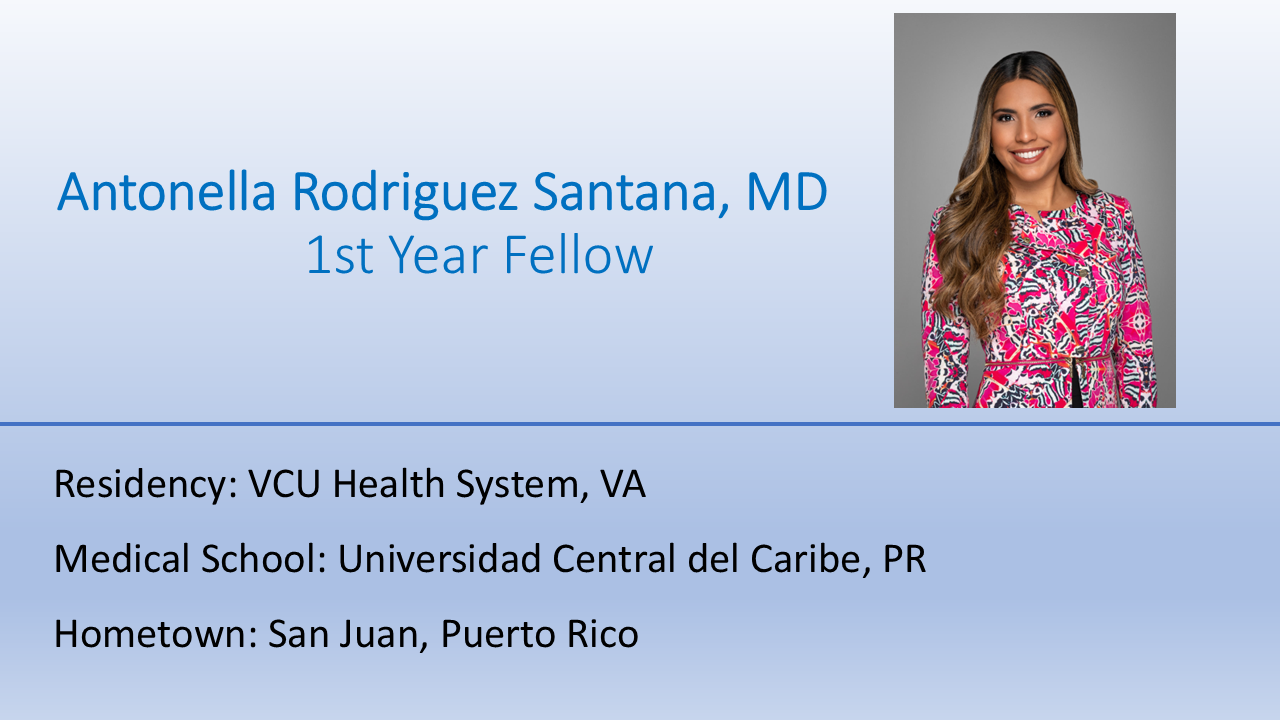 Antonella Rodriguez Santana, MD
1st Year Fellow
Residency: VCU Health System, VA
Medical School: Universidad Central del Caribe, PR
Hometown: San Juan, Puerto Rico